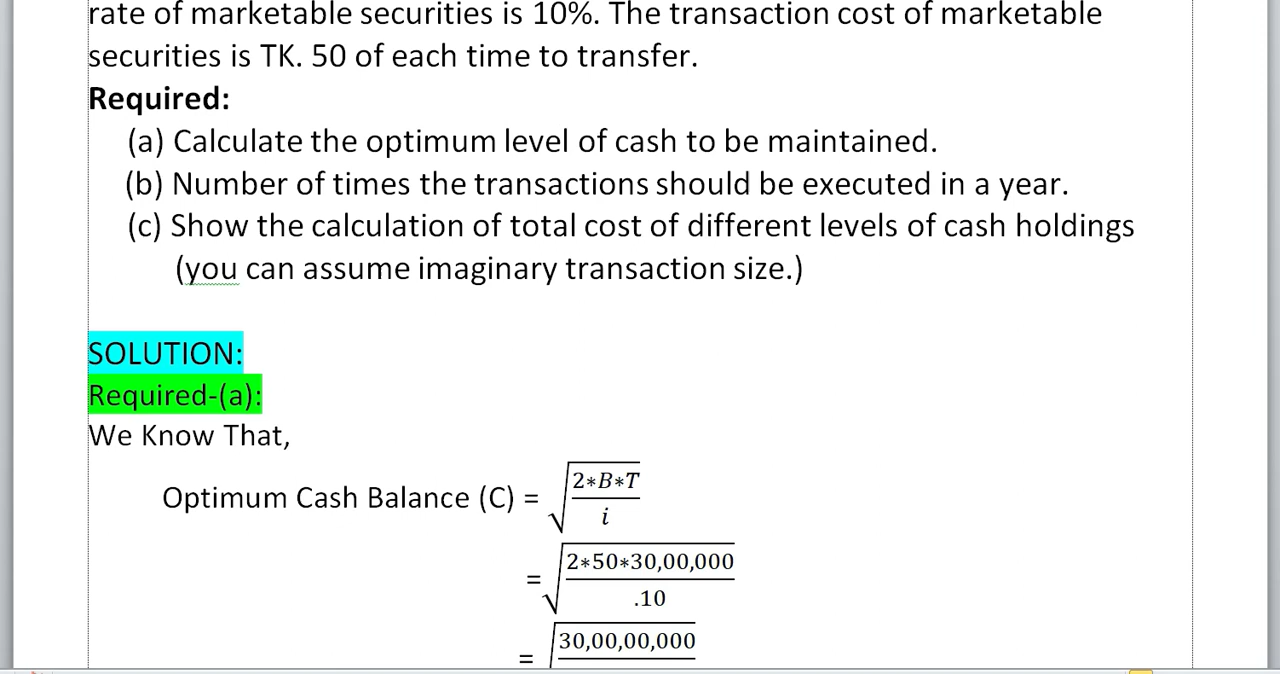 rate of marketable securities is 10%. The transaction cost of marketable
securities is TK. 50 of each time to transfer.
Required:
(a) Calculate the optimum level of cash to be maintained.
(b) Number of times the transactions should be executed in a year.
(c) Show the calculation of total cost of different levels of cash holdings
(you can assume imaginary transaction size.)
SOLUTION:
Required-(a):
We Know That,
Optimum Cash Balance (C) = √
2*B*T
i
= √
2*50*30,00,000
.10
= √
30,00,00,000